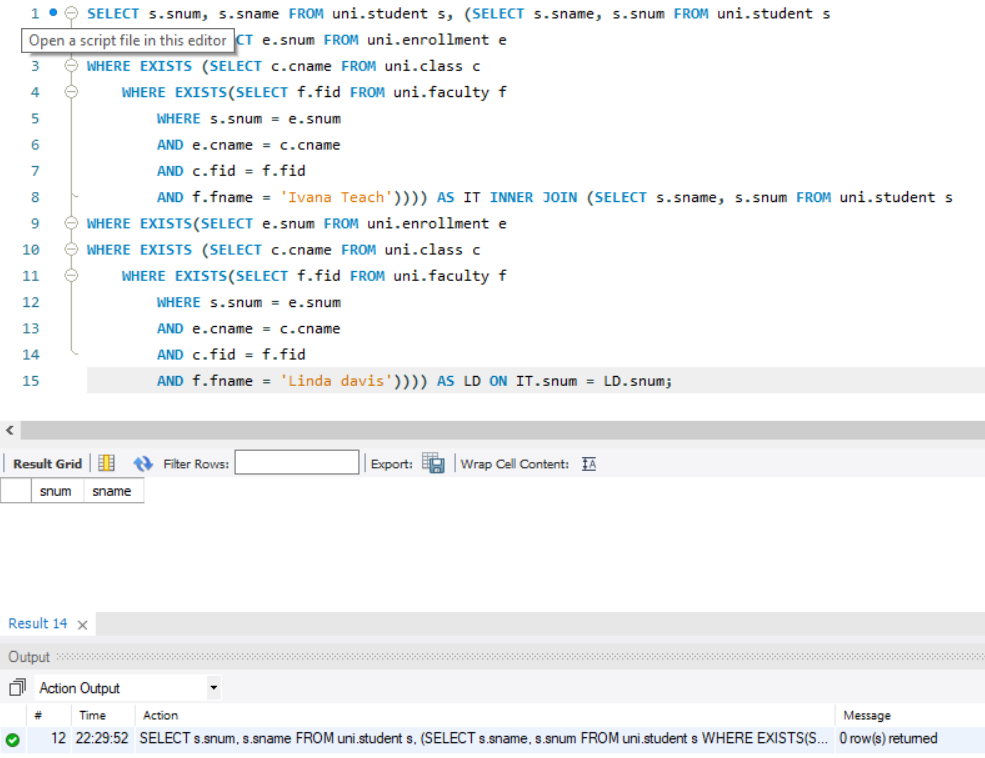 1 SELECT s.snum, s.sname FROM uni.student s, (SELECT s.sname, s.snum FROM uni.student s
Open a script file in this editor CT e.snum FROM uni.enrollment e
3 WHERE EXISTS (SELECT c.cname FROM uni.class c
4 WHERE EXISTS(SELECT f.fid FROM uni.faculty f
5 WHERE s.snum = e.snum
6 AND e.cname = c.cname
7 AND c.fid = f.fid
8 AND f.fname = 'Ivana Teach')))) AS IT INNER JOIN (SELECT s.sname, s.snum FROM uni.student s
9 WHERE EXISTS(SELECT e.snum FROM uni.enrollment e
10 WHERE EXISTS (SELECT c.cname FROM uni.class c
11 WHERE EXISTS(SELECT f.fid FROM uni.faculty f
12 WHERE s.snum = e.snum
13 AND e.cname = c.cname
14 AND c.fid = f.fid
15 AND f.fname = 'Linda davis')))) AS LD ON IT.snum = LD.snum;
Result Grid Filter Rows: Export: Wrap Cell Content: IA
snum sname
Result 14 ×
Output
Action Output
# Time Action Message
12 22:29:52 SELECT s.snum, s.sname FROM uni.student s, (SELECT s.sname, s.snum FROM uni.student s WHERE EXISTS(S... 0 row(s) returned